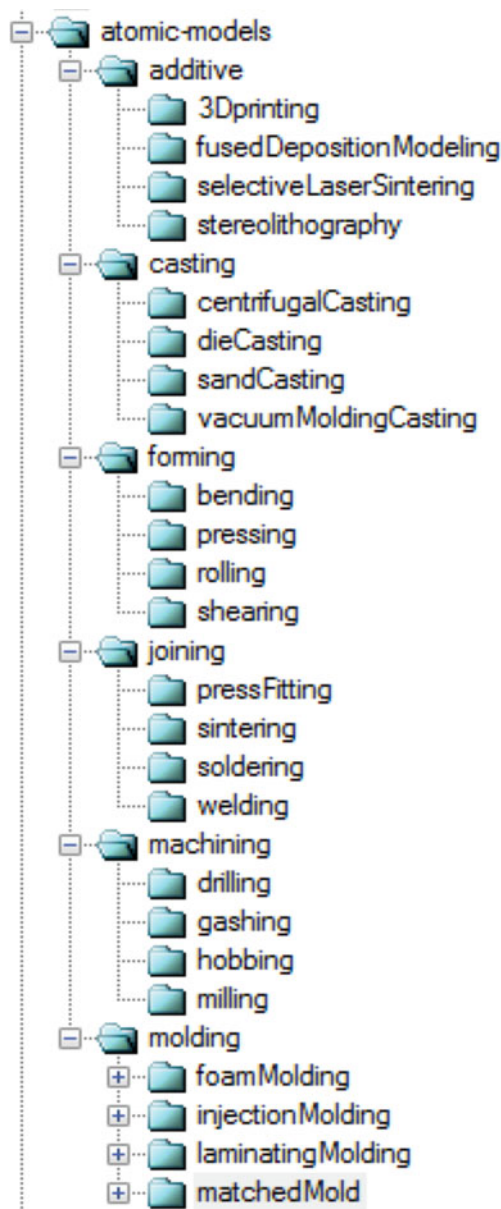 atomic-models
additive
3Dprinting
fusedDepositionModeling
selectiveLaserSintering
stereolithography
casting
centrifugalCasting
dieCasting
sandCasting
vacuumMoldingCasting
forming
bending
pressing
rolling
shearing
joining
pressFitting
sintering
soldering
welding
machining
drilling
gashing
hobbing
milling
molding
foamMolding
injectionMolding
laminatingMolding
matchedMold